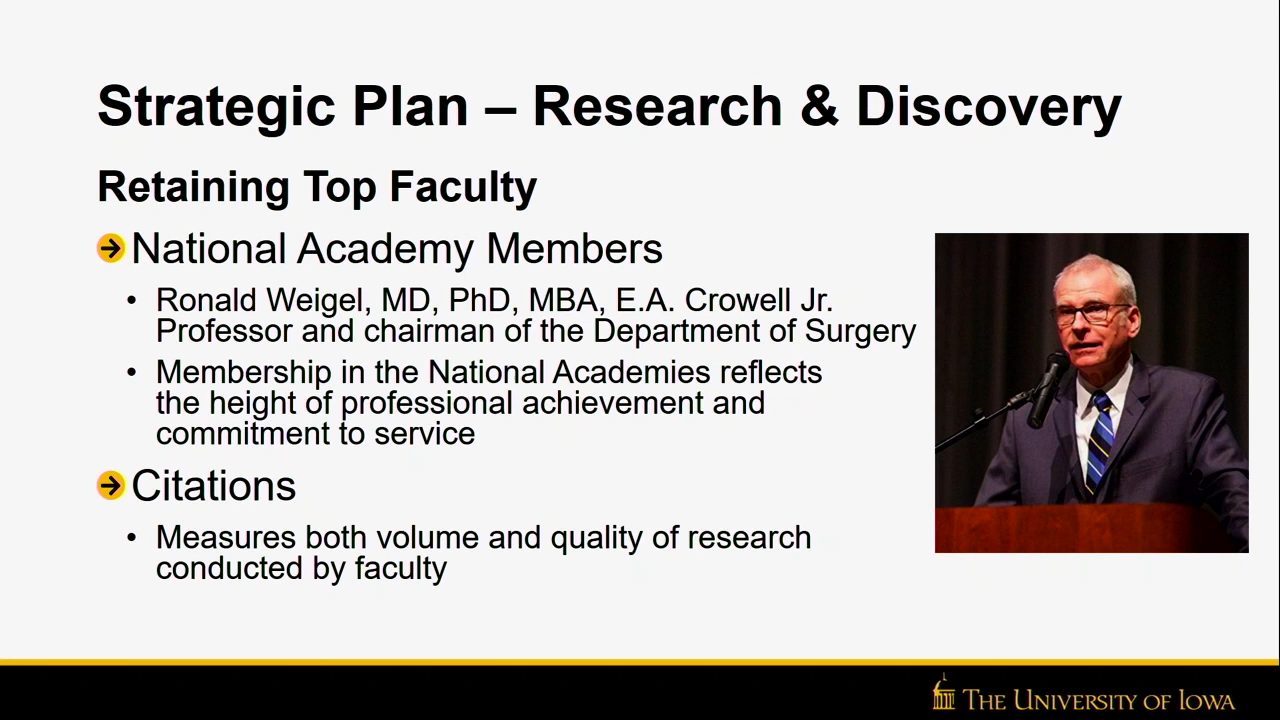 Strategic Plan – Research & Discovery
Retaining Top Faculty
National Academy Members
• Ronald Weigel, MD, PhD, MBA, E.A. Crowell Jr.
Professor and chairman of the Department of Surgery
• Membership in the National Academies reflects
the height of professional achievement and
commitment to service
Citations
• Measures both volume and quality of research
conducted by faculty
THE UNIVERSITY OF IOWA